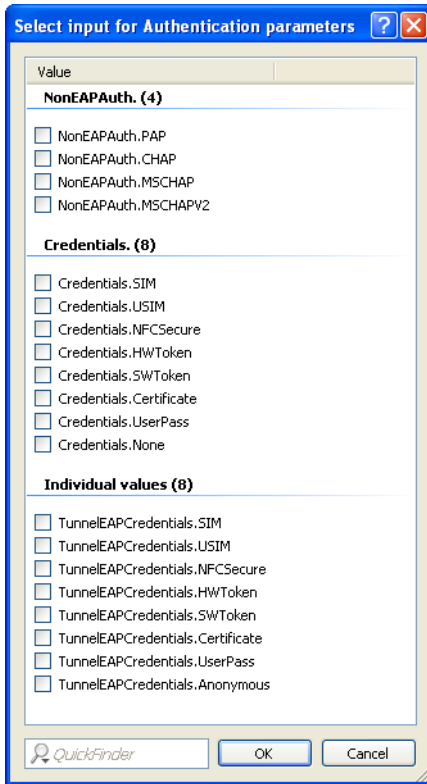 Select input for Authentication parameters
Value
NonEAPAuth. (4)
NonEAPAuth.PAP
NonEAPAuth.CHAP
NonEAPAuth.MSCHAP
NonEAPAuth.MSCHAPV2
Credentials. (8)
Credentials.SIM
Credentials.USIM
Credentials.NFCSecure
Credentials.HWToken
Credentials.SWToken
Credentials.Certificate
Credentials.UserPass
Credentials.None
Individual values (8)
TunnelEAPCredentials.SIM
TunnelEAPCredentials.USIM
TunnelEAPCredentials.NFCSecure
TunnelEAPCredentials.HWToken
TunnelEAPCredentials.SWToken
TunnelEAPCredentials.Certificate
TunnelEAPCredentials.UserPass
TunnelEAPCredentials.Anonymous
QuickFinder OK Cancel